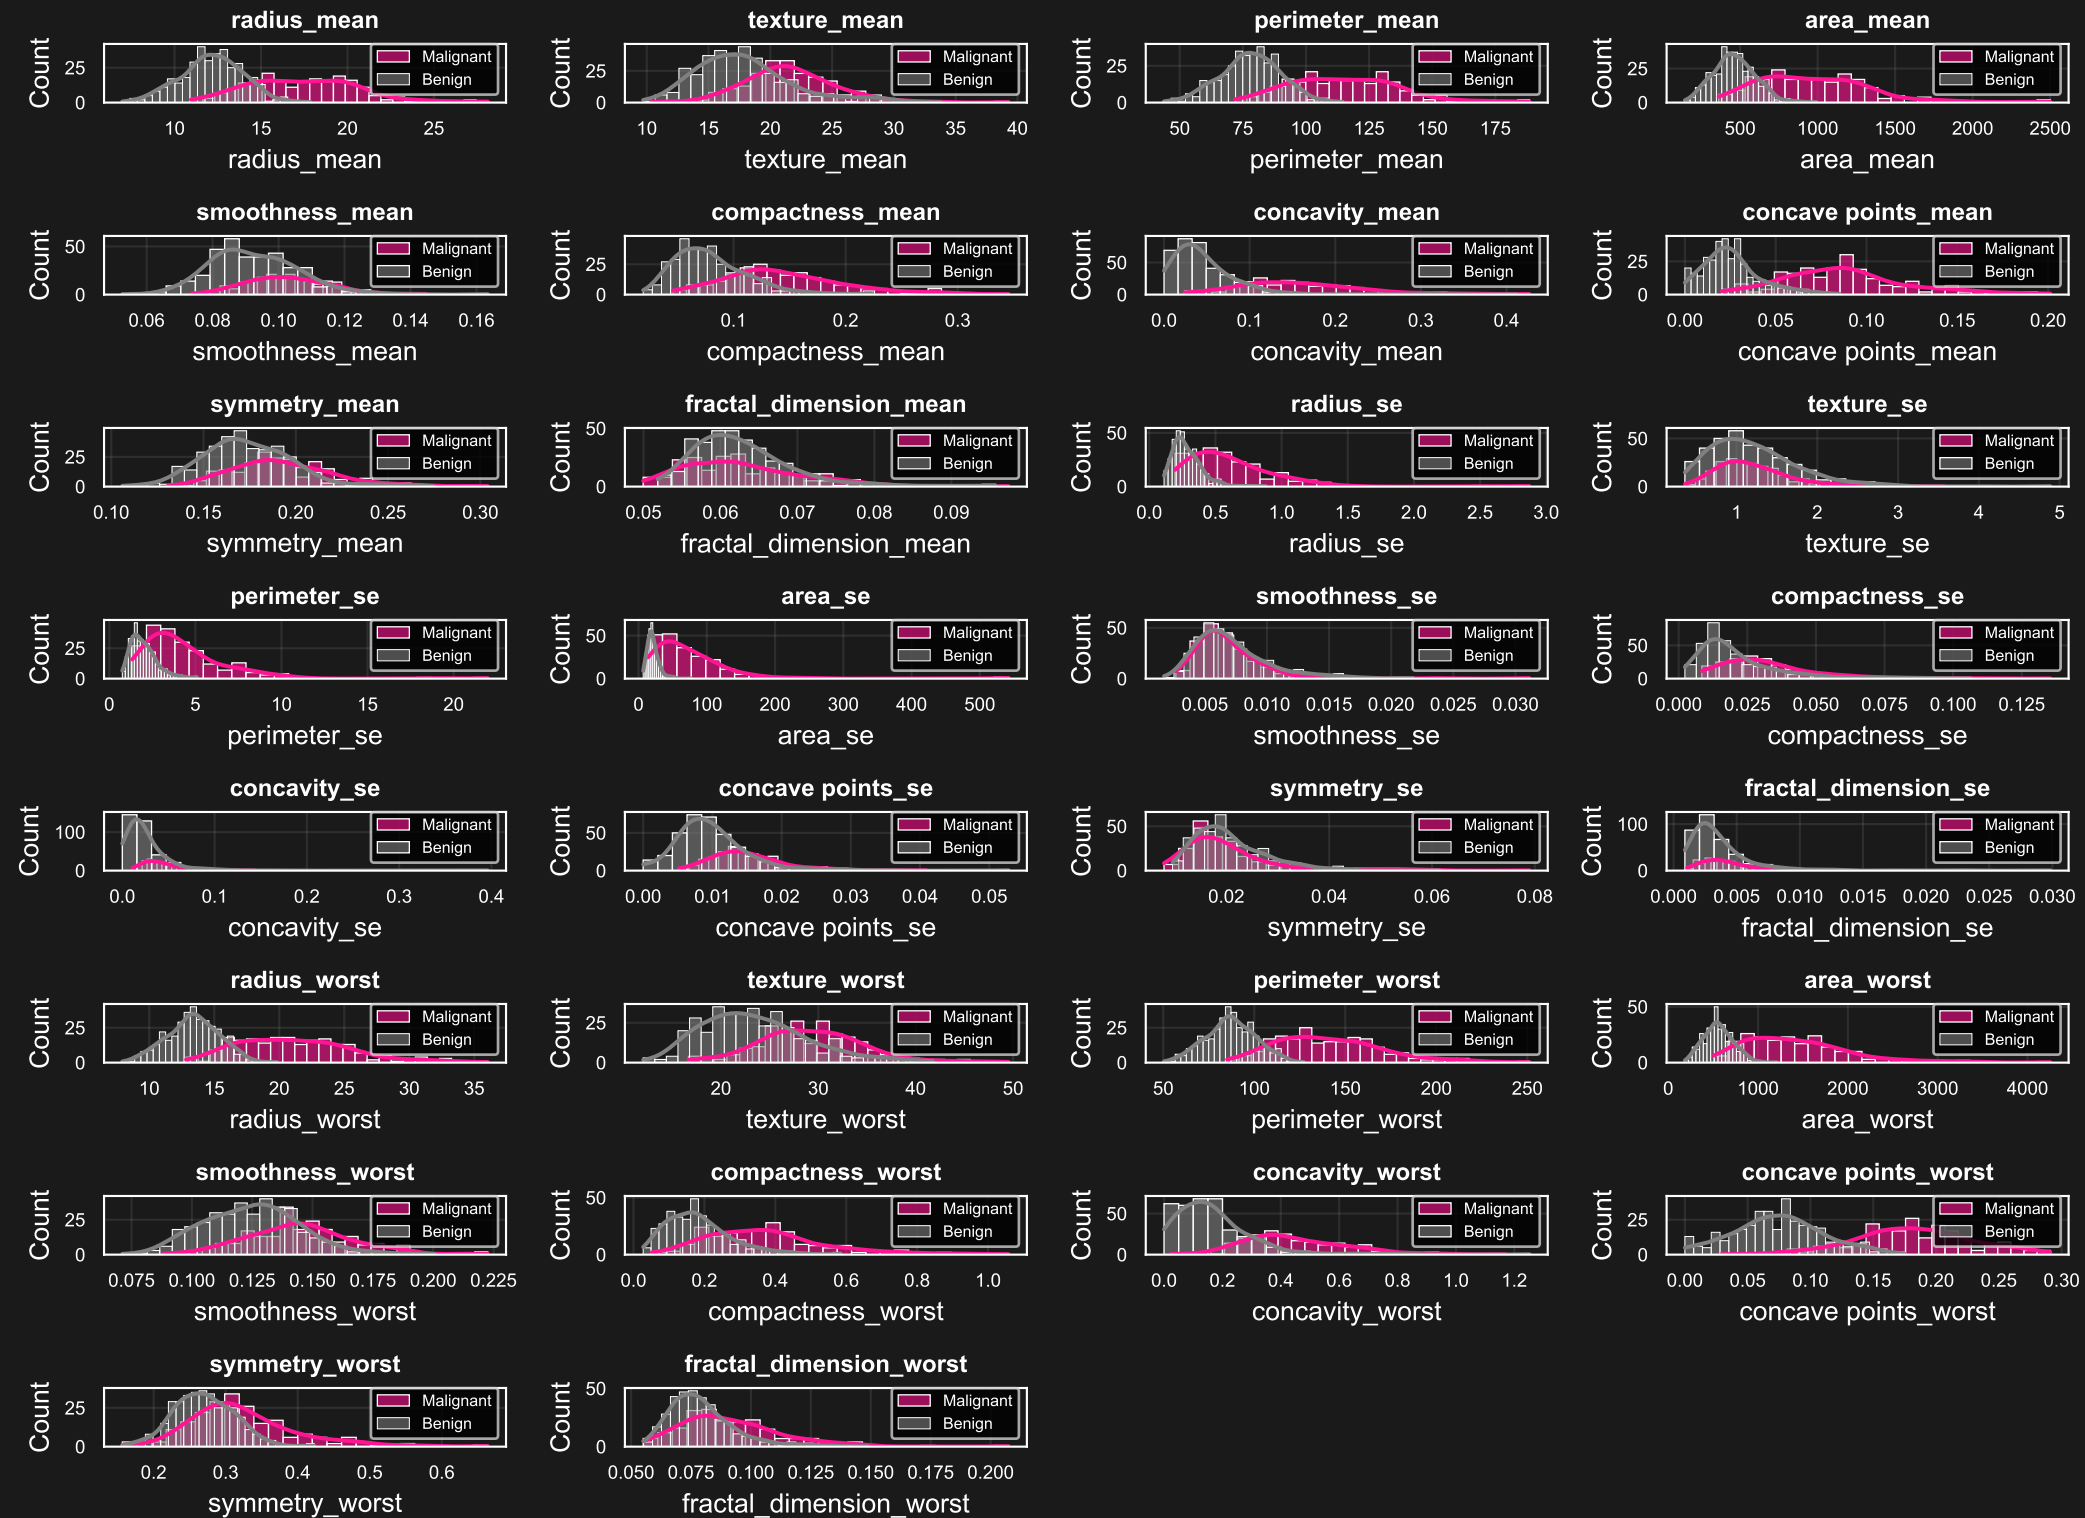 radius_mean
Count
25
0
Malignant
Benign
10 15 20 25
radius_mean
texture_mean
Count
25
0
Malignant
Benign
10 15 20 25 30 35 40
texture_mean
perimeter_mean
Count
25
0
Malignant
Benign
50 75 100 125 150 175
perimeter_mean
area_mean
Count
25
0
Malignant
Benign
500 1000 1500 2000 2500
area_mean
smoothness_mean
Count
50
0
Malignant
Benign
0.06 0.08 0.10 0.12 0.14 0.16
smoothness_mean
compactness_mean
Count
25
0
Malignant
Benign
0.1 0.2 0.3
compactness_mean
concavity_mean
Count
50
0
Malignant
Benign
0.0 0.1 0.2 0.3 0.4
concavity_mean
concave points_mean
Count
25
0
Malignant
Benign
0.00 0.05 0.10 0.15 0.20
concave points_mean
symmetry_mean
Count
25
0
Malignant
Benign
0.10 0.15 0.20 0.25 0.30
symmetry_mean
fractal_dimension_mean
Count
50
0
Malignant
Benign
0.05 0.06 0.07 0.08 0.09
fractal_dimension_mean
radius_se
Count
50
0
Malignant
Benign
0.0 0.5 1.0 1.5 2.0 2.5 3.0
radius_se
texture_se
Count
50
0
Malignant
Benign
1 2 3 4 5
texture_se
perimeter_se
Count
25
0
Malignant
Benign
0 5 10 15 20
perimeter_se
area_se
Count
50
0
Malignant
Benign
0 100 200 300 400 500
area_se
smoothness_se
Count
50
0
Malignant
Benign
0.005 0.010 0.015 0.020 0.025 0.030
smoothness_se
compactness_se
Count
50
0
Malignant
Benign
0.000 0.025 0.050 0.075 0.100 0.125
compactness_se
concavity_se
Count
100
0
Malignant
Benign
0.0 0.1 0.2 0.3 0.4
concavity_se
concave points_se
Count
50
0
Malignant
Benign
0.00 0.01 0.02 0.03 0.04 0.05
concave points_se
symmetry_se
Count
50
0
Malignant
Benign
0.02 0.04 0.06 0.08
symmetry_se
fractal_dimension_se
Count
100
0
Malignant
Benign
0.000 0.005 0.010 0.015 0.020 0.025 0.030
fractal_dimension_se
radius_worst
Count
25
0
Malignant
Benign
10 15 20 25 30 35
radius_worst
texture_worst
Count
25
0
Malignant
Benign
20 30 40 50
texture_worst
perimeter_worst
Count
25
0
Malignant
Benign
50 100 150 200 250
perimeter_worst
area_worst
Count
50
0
Malignant
Benign
0 1000 2000 3000 4000
area_worst
smoothness_worst
Count
25
0
Malignant
Benign
0.075 0.100 0.125 0.150 0.175 0.200 0.225
smoothness_worst
compactness_worst
Count
50
0
Malignant
Benign
0.0 0.2 0.4 0.6 0.8 1.0
compactness_worst
concavity_worst
Count
50
0
Malignant
Benign
0.0 0.2 0.4 0.6 0.8 1.0 1.2
concavity_worst
concave points_worst
Count
25
0
Malignant
Benign
0.00 0.05 0.10 0.15 0.20 0.25 0.30
concave points_worst
symmetry_worst
Count
25
0
Malignant
Benign
0.2 0.3 0.4 0.5 0.6
symmetry_worst
fractal_dimension_worst
Count
50
0
Malignant
Benign
0.050 0.075 0.100 0.125 0.150 0.175 0.200
fractal_dimension_worst